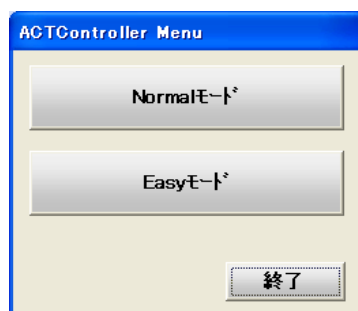 ACTController Menu
Normalﾓｰﾄﾞ
Easyﾓｰﾄﾞ
終了